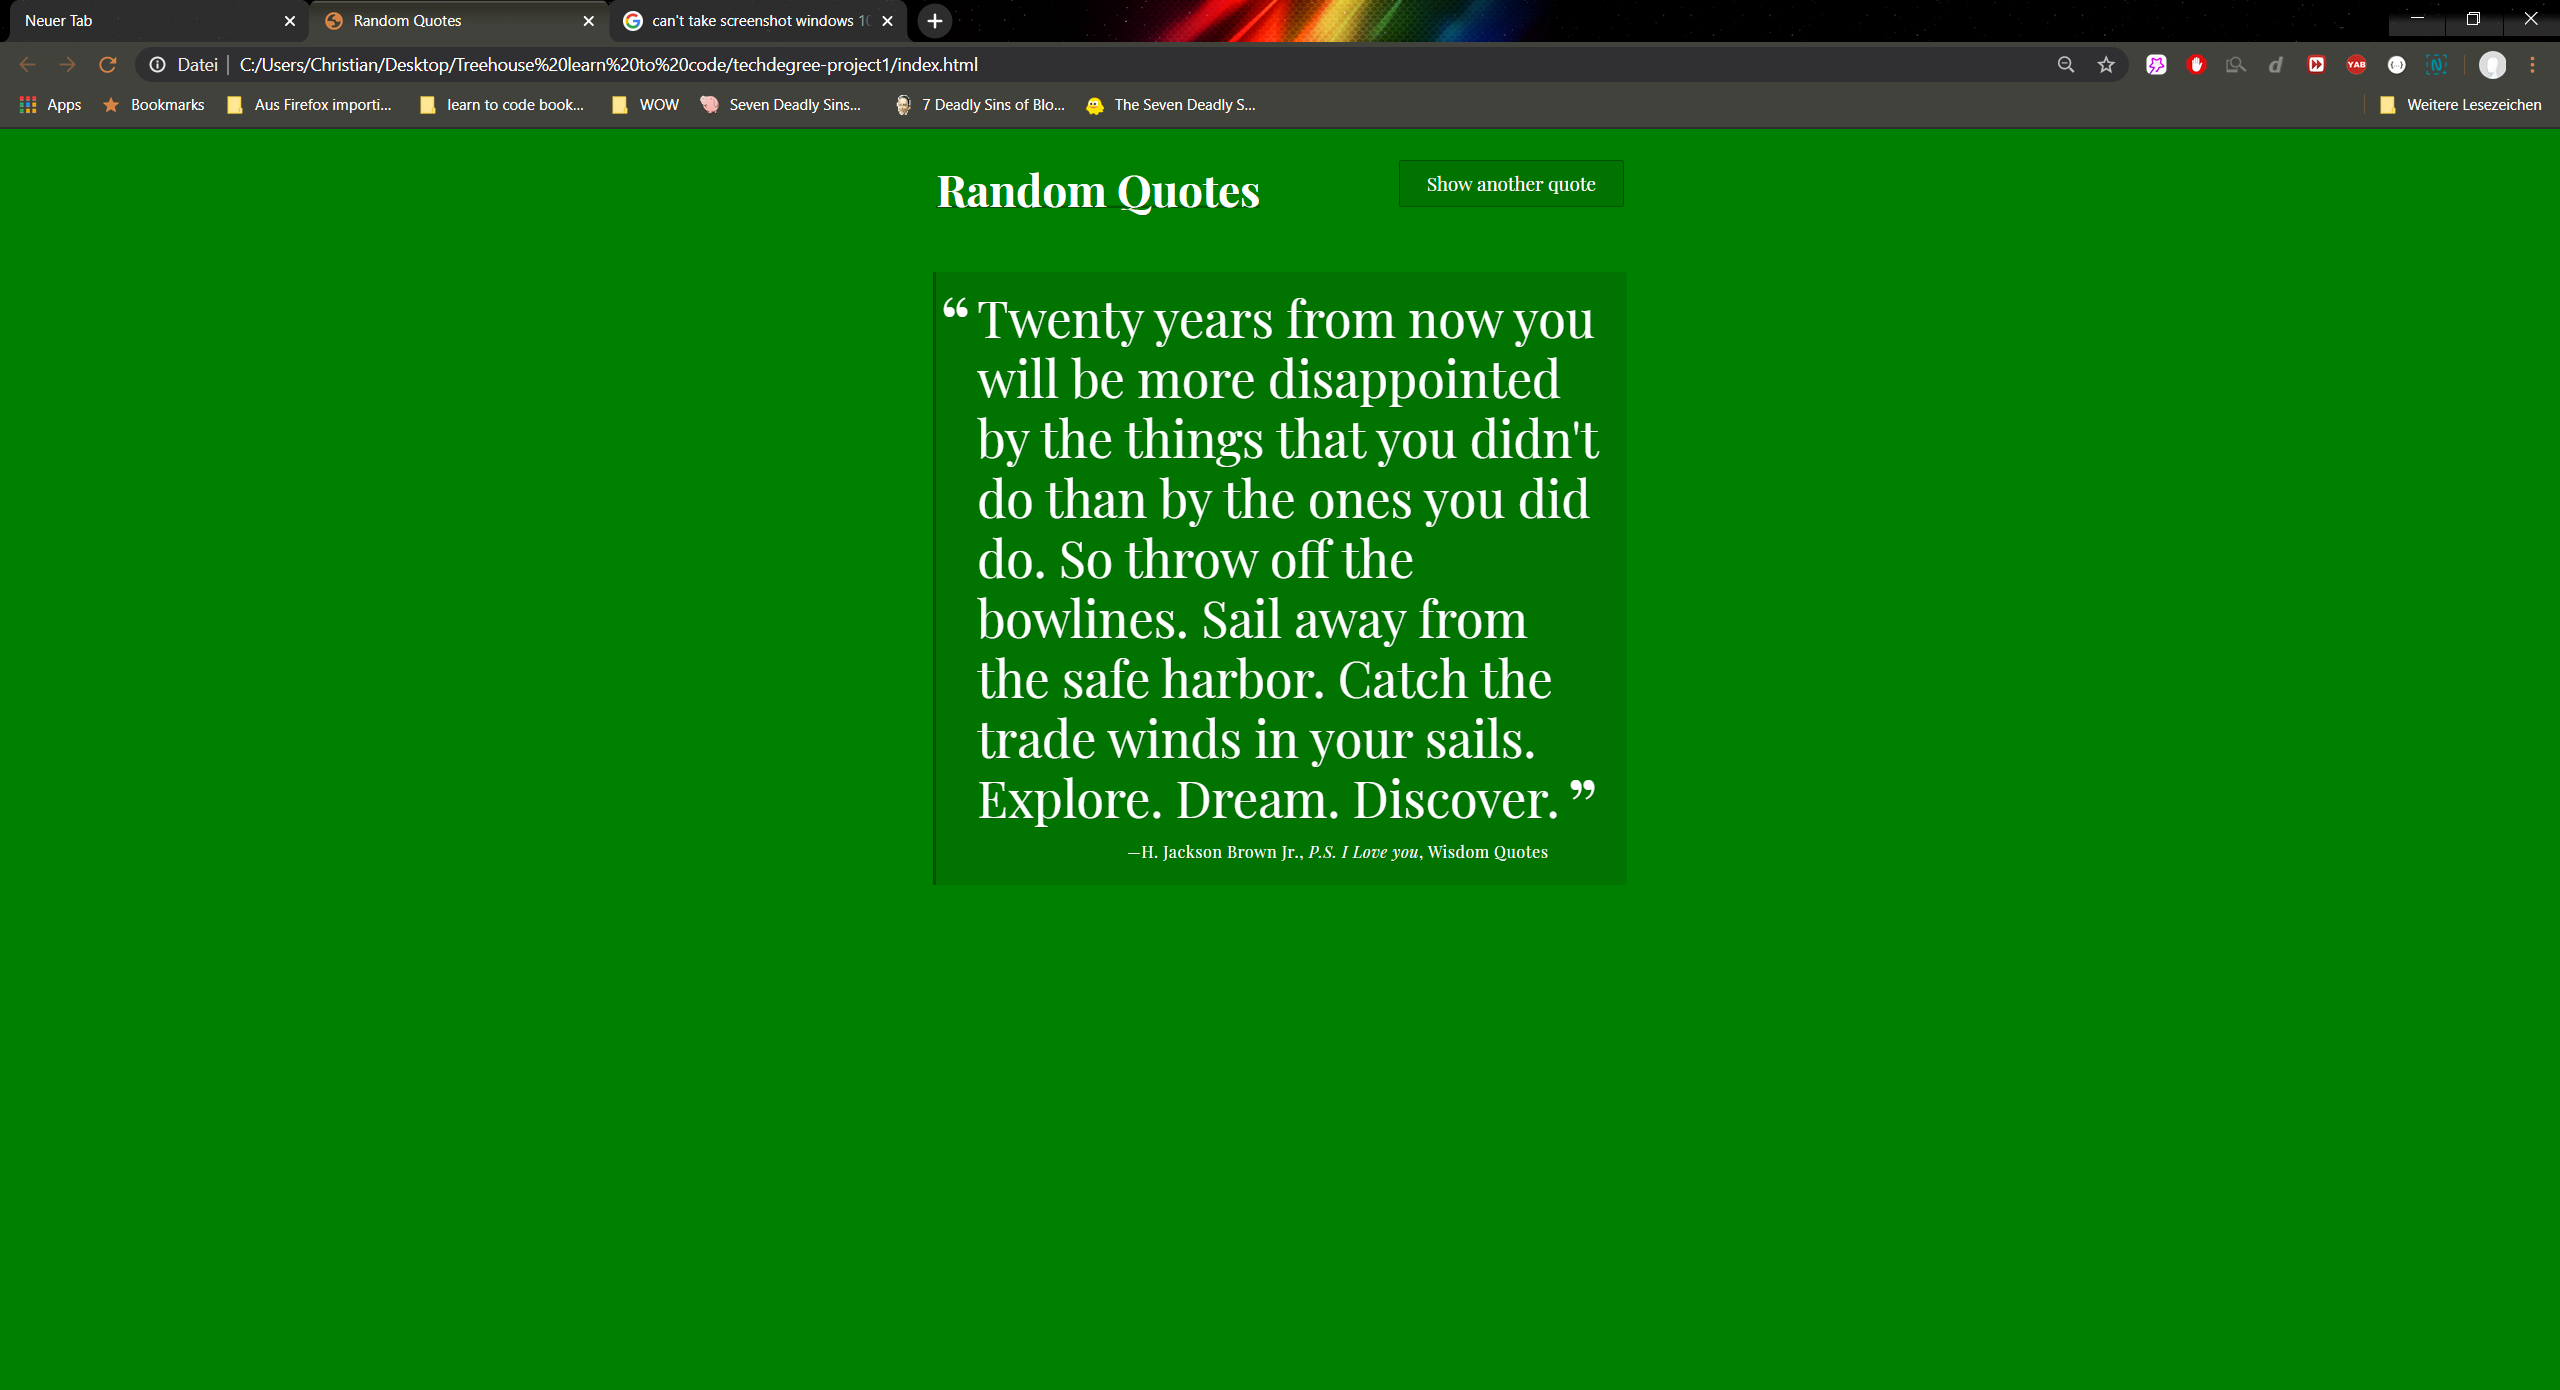 Neuer Tab
Random Quotes
can't take screenshot windows 10
Datei
C:/Users/Christian/Desktop/Treehouse%20learn%20to%20code/techdegree-project1/index.html
YAB
Apps
Bookmarks
Aus Firefox importi...
learn to code book...
WOW
Seven Deadly Sins...
7 Deadly Sins of Blo...
The Seven Deadly S...
Weitere Lesezeichen
Random Quotes
Show another quote
“ Twenty years from now you
will be more disappointed
by the things that you didn't
do than by the ones you did
do. So throw off the
bowlines. Sail away from
the safe harbor. Catch the
trade winds in your sails.
Explore. Dream. Discover. ”
—H. Jackson Brown Jr., P.S. I Love you, Wisdom Quotes